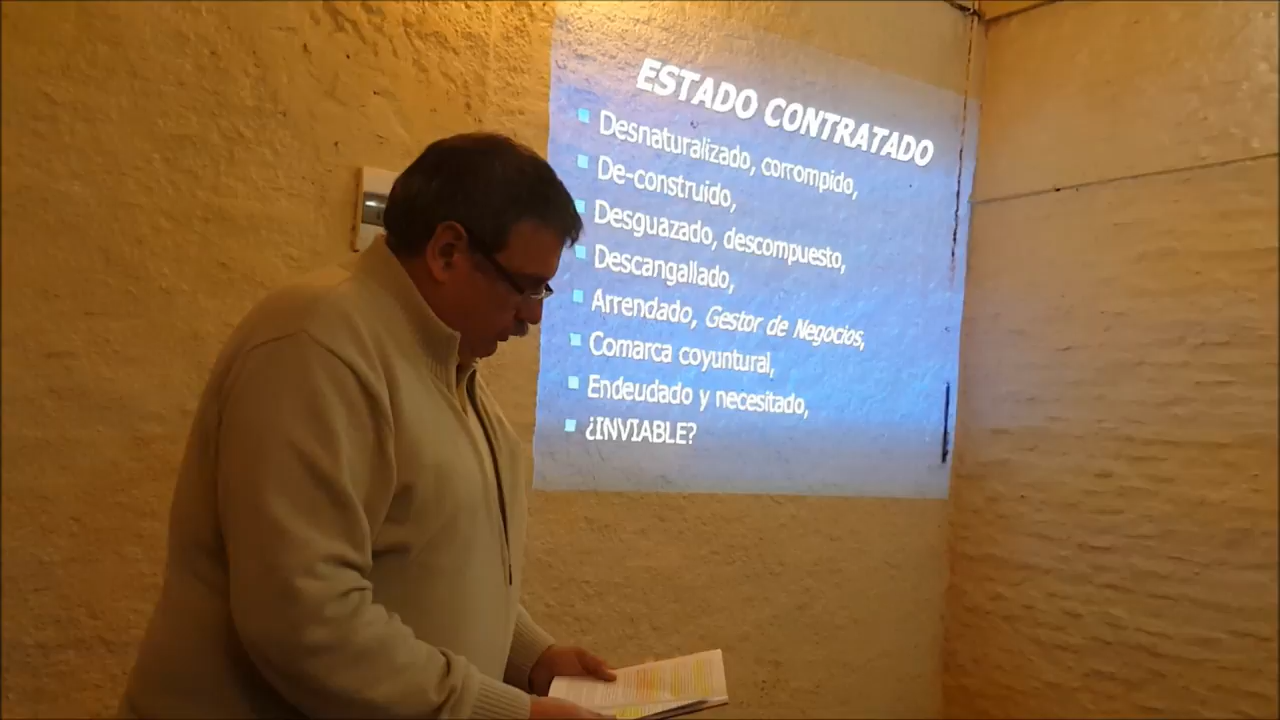 ESTADO CONTRATADO
Desnaturalizado, corrompido,
De-construido,
Desguazado, descompuesto,
Descangallado,
Arrendado, Gestor de Negocios,
Comarca coyuntural,
Endeudado y necesitado,
¿INVIABLE?